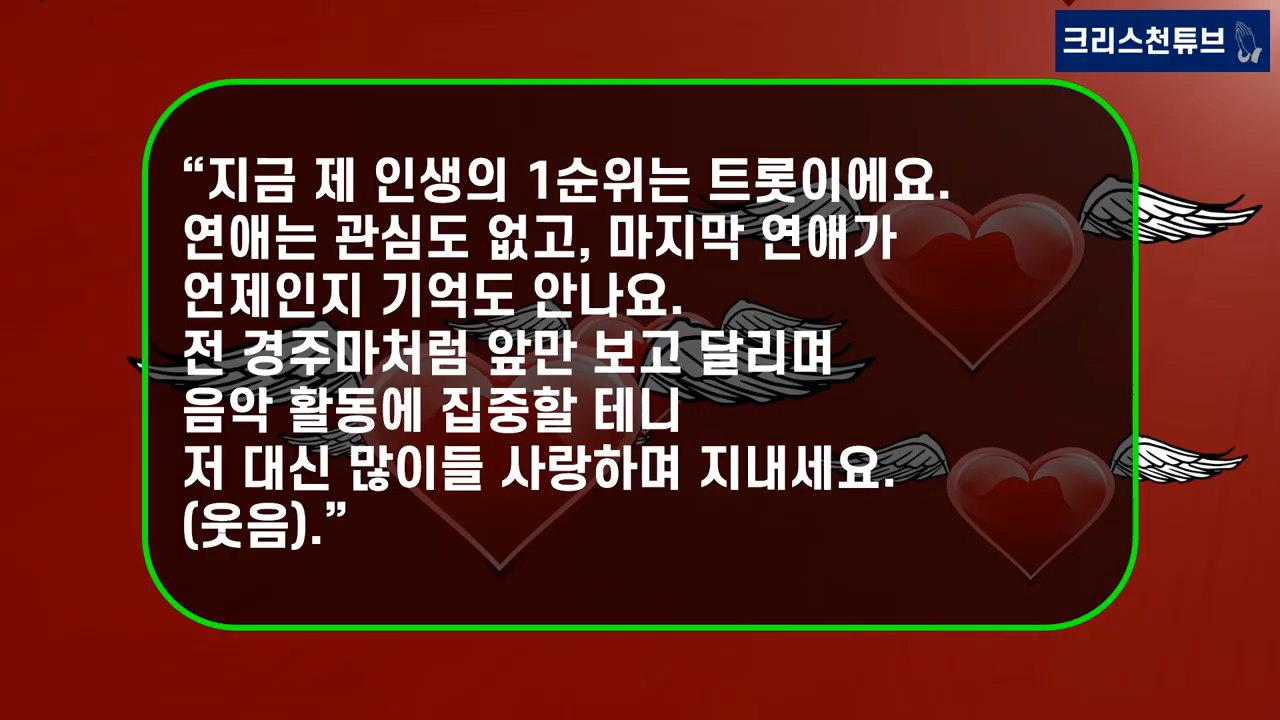 크리스천튜브
“지금 제 인생의 1순위는 트롯이에요.
연애는 관심도 없고, 마지막 연애가
언제인지 기억도 안나요.
전 경주마처럼 앞만 보고 달리며
음악 활동에 집중할 테니
저 대신 많이들 사랑하며 지내세요.
(웃음).”